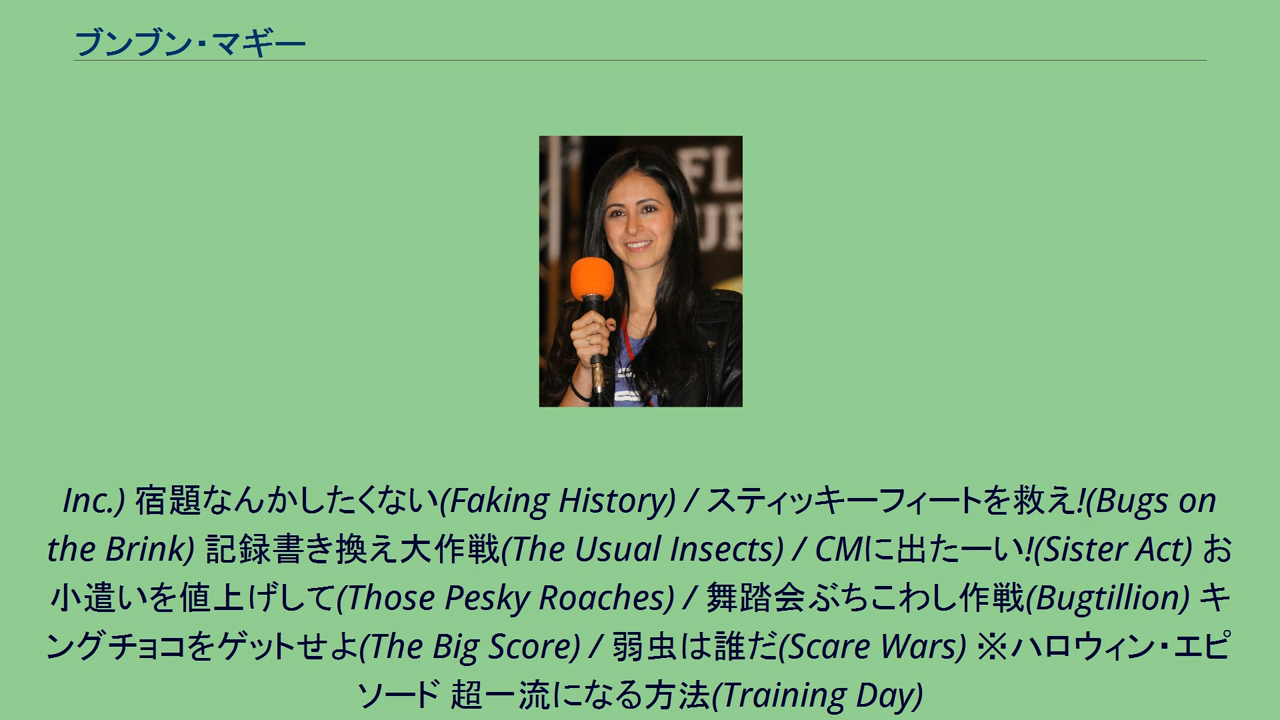 ブンブン・マギー
FL
UF
Inc.) 宿題なんかしたくない(Faking History) / スティッキーフィートを救え!(Bugs on
the Brink) 記録書き換え大作戦(The Usual Insects) / CMに出たーい!(Sister Act) お
小遣いを値上げして(Those Pesky Roaches) / 舞踏会ぶちこわし作戦(Bugtillion) キ
ングチョコをゲットせよ(The Big Score) / 弱虫は誰だ(Scare Wars) ※ハロウィン・エピ
ソード 超一流になる方法(Training Day)